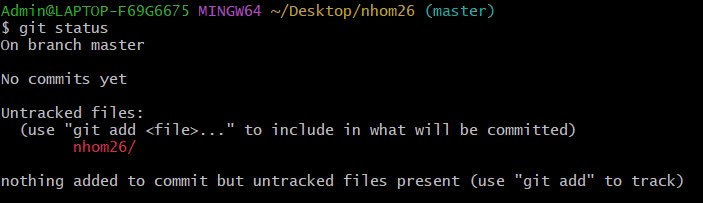 Admin@LAPTOP-F69G6675 MINGW64 ~/Desktop/nhom26 (master)
$ git status
On branch master

No commits yet

Untracked files:
  (use "git add <file>..." to include in what will be committed)
        nhom26/

nothing added to commit but untracked files present (use "git add" to track)